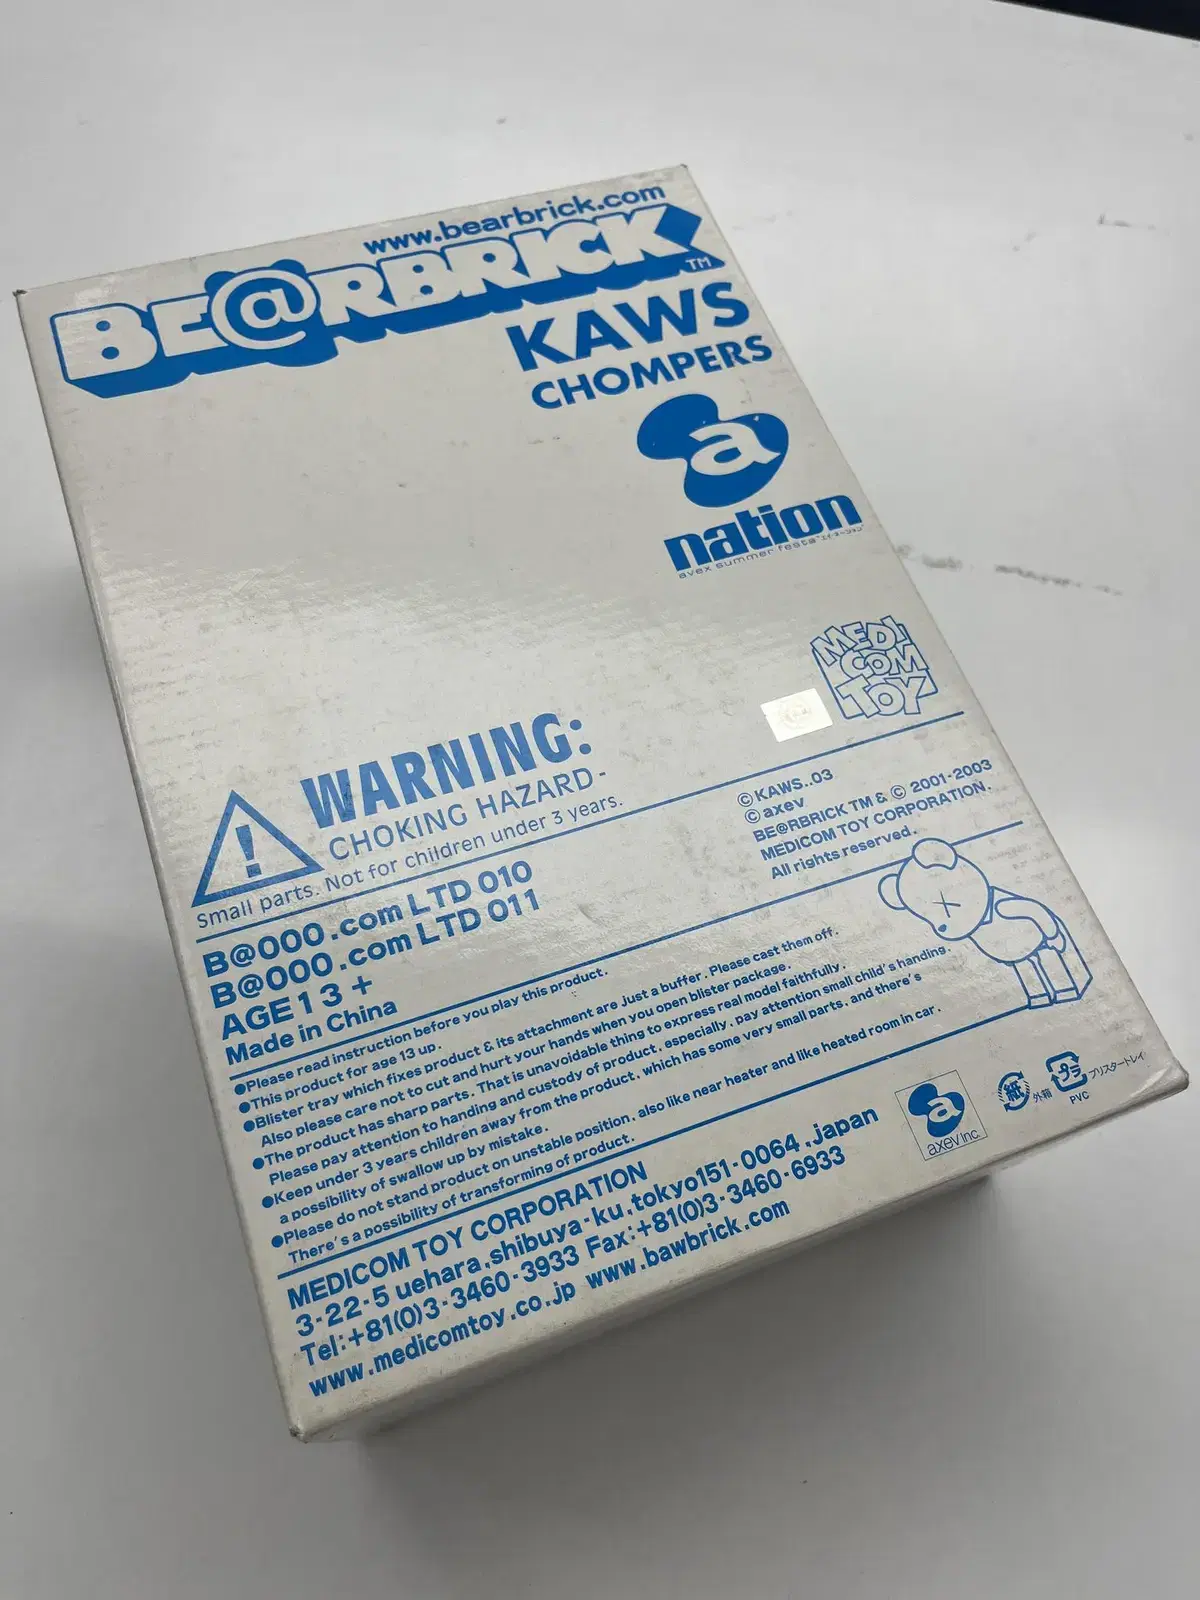 www.bearbrick.com
BE@RBRICK TM
KAWS
CHOMPERS
a
nation
avex summer festa
MEDI
COM
TOY
WARNING:
CHOKING HAZARD-
Small parts. Not for children under 3 years.
©KAWS..03
©axev
BE@RBRICK TM & © 2001-2003
MEDICOM TOY CORPORATION.
All rights reserved.
B@000.com LTD 010
B@000.com LTD 011
AGE 13+
Made in China
●Please read instruction before you play this product.
●This product for age 13 up.
●Blister tray which fixes product & its attachment are just a buffer. Please cast them off.
Also please care not to cut and hurt your hands when you open blister package.
●The product has sharp parts. That is unavoidable thing to express real model faithfully.
Please pay attention to handing and custody of product, especially, pay attention small child's handing.
●Keep under 3 years children away from the product, which has some very small parts, and there's
a possibility of swallow up by mistake.
●Please do not stand product on unstable position, also like near heater and like heated room in car.
There's a possibility of transforming of product.
MEDICOM TOY CORPORATION
3-22-5 uehara,shibuya-ku,tokyo151-0064,japan
Tel:+81(0)3-3460-3933 Fax:+81(0)3-3460-6933
www.medicomtoy.co.jp www.bawbrick.com
a
axev inc.
紙
外箱
プラ
PVC
ブリスタートレイ